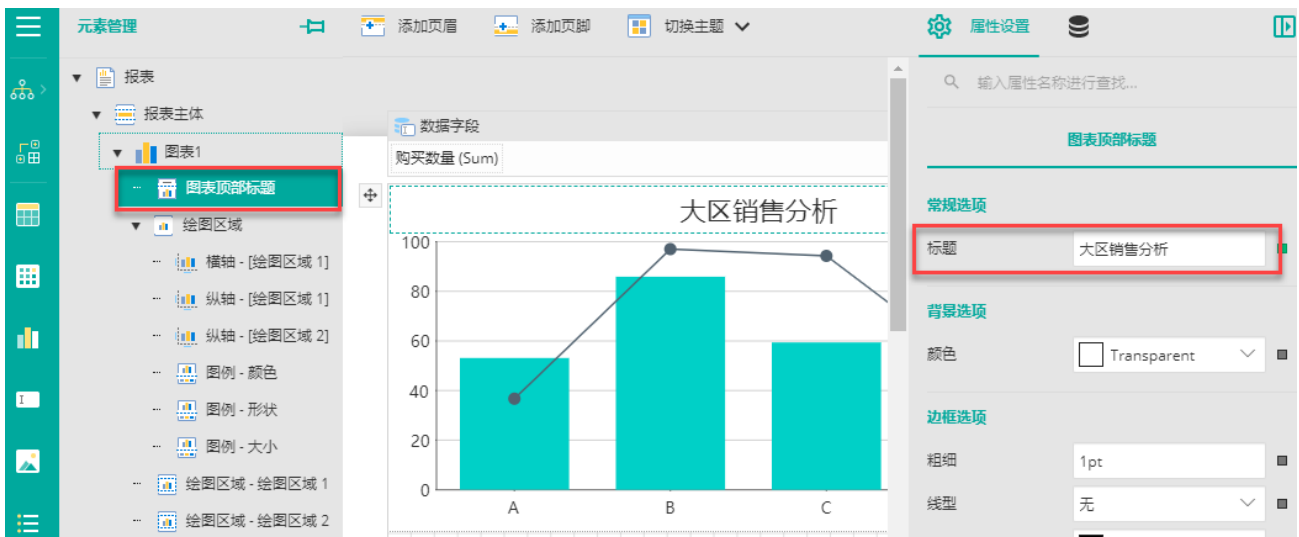 元素管理
添加页眉
添加页脚
切换主题
属性设置
报表
报表主体
图表1
图表顶部标题
绘图区域
横轴 - [绘图区域 1]
纵轴 - [绘图区域 1]
纵轴 - [绘图区域 2]
图例 - 颜色
图例 - 形状
图例 - 大小
绘图区域 - 绘图区域 1
绘图区域 - 绘图区域 2
数据字段
购买数量 (Sum)
大区销售分析
100
80
60
40
20
0
A B C
输入属性名称进行查找...
图表顶部标题
常规选项
标题 大区销售分析
背景选项
颜色 Transparent
边框选项
粗细 1pt
线型 无